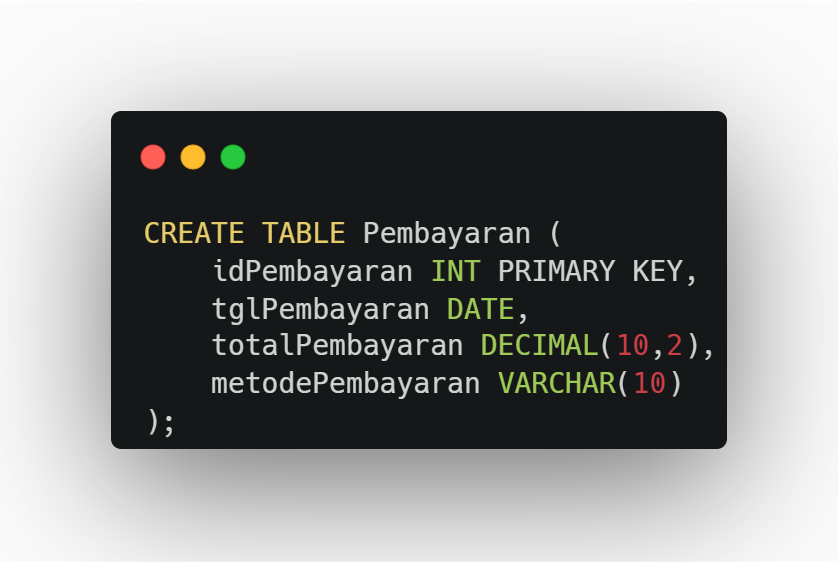 CREATE TABLE Pembayaran (
    idPembayaran INT PRIMARY KEY,
    tglPembayaran DATE,
    totalPembayaran DECIMAL(10,2),
    metodePembayaran VARCHAR(10)
);